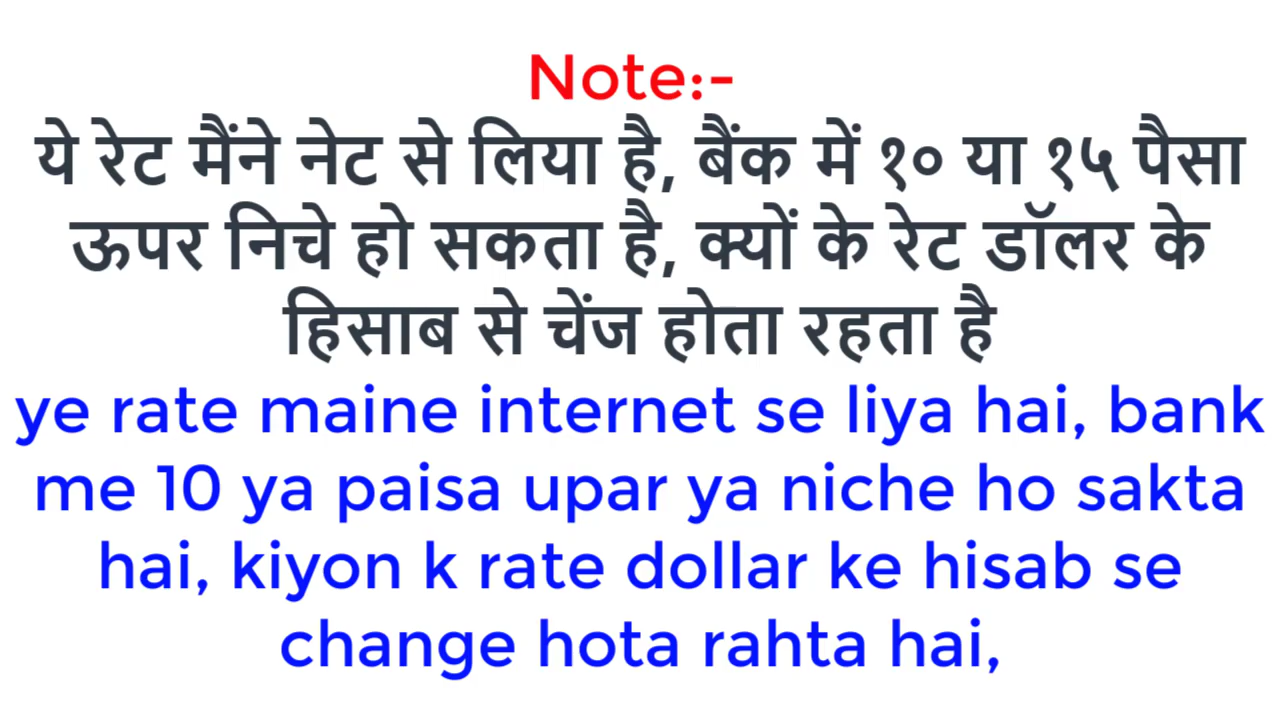 Note:-
ये रेट मैंने नेट से लिया है, बैंक में १० या १५ पैसा
ऊपर निचे हो सकता है, क्यों के रेट डॉलर के
हिसाब से चेंज होता रहता है
ye rate maine internet se liya hai, bank
me 10 ya paisa upar ya niche ho sakta
hai, kiyon k rate dollar ke hisab se
change hota rahta hai,